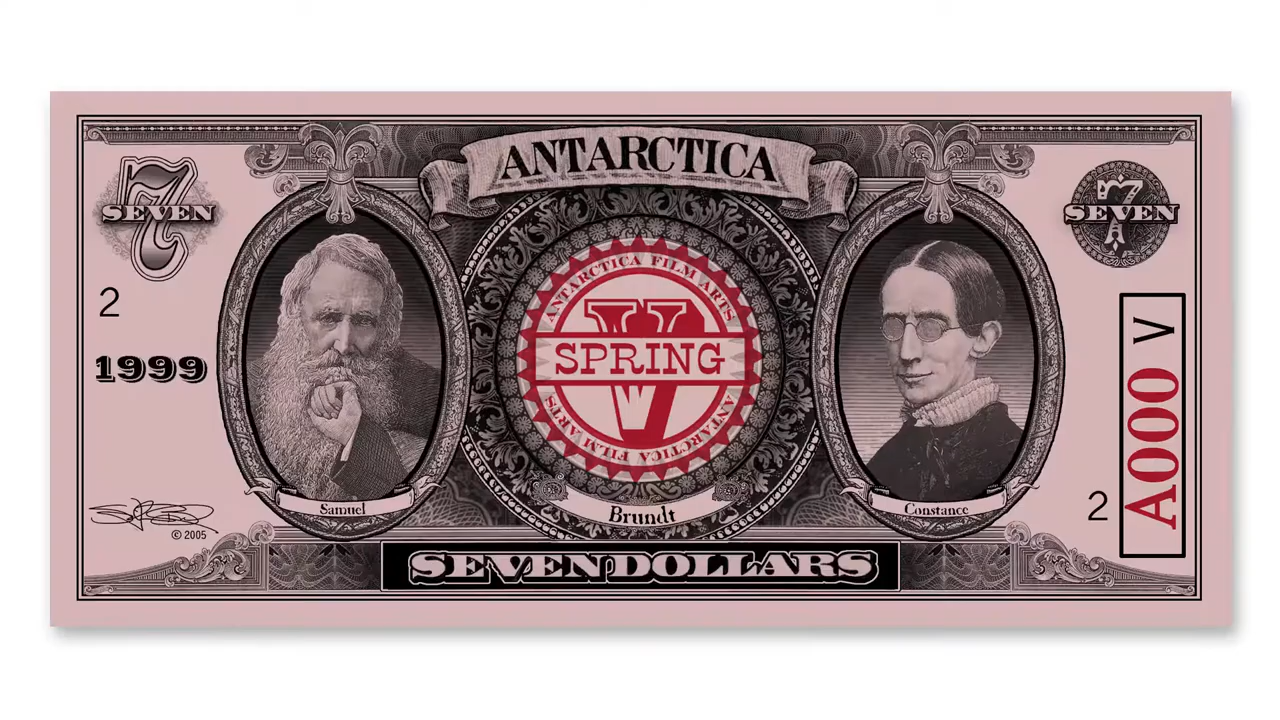 ANTARCTICA
7
SEVEN
7
SEVEN
2
1999
ANTARCTICA FILM ARTS
V
SPRING
ANTARCTICA FILM ARTS
A000 V
2
Samuel
Brundt
Constance
© 2005
SEVEN DOLLARS